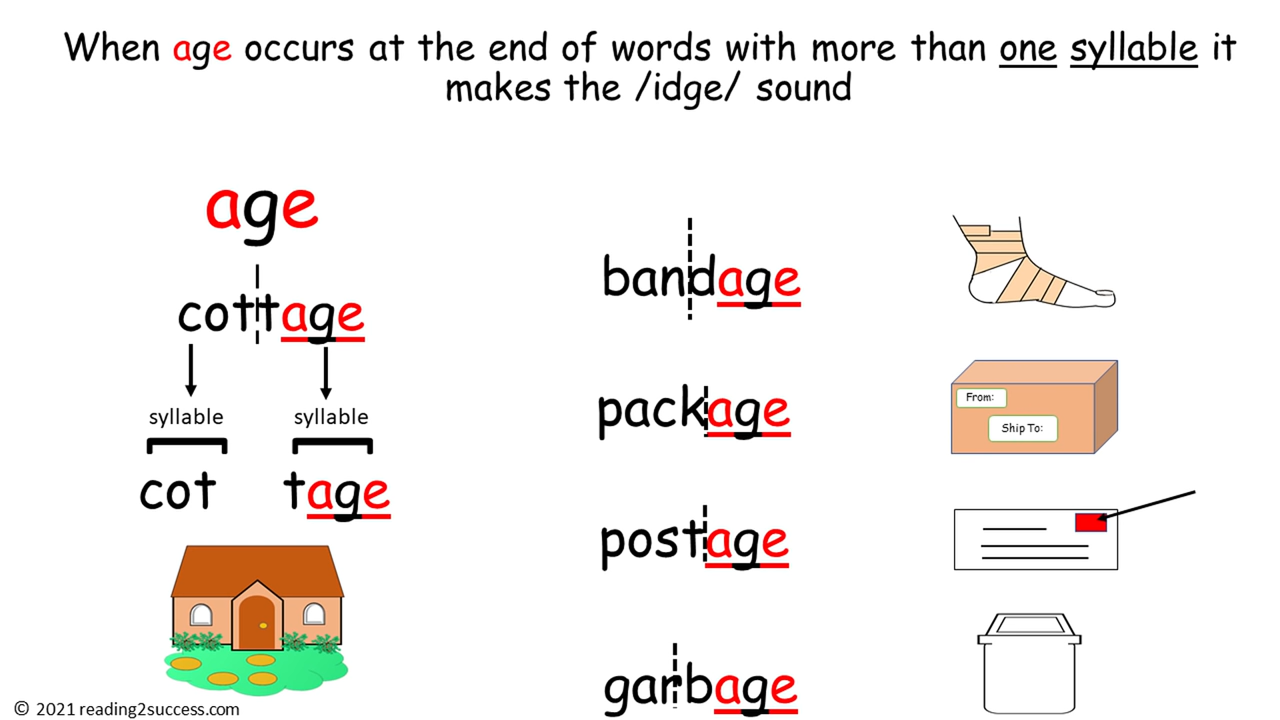 When age occurs at the end of words with more than one syllable it
makes the /idge/ sound
age
cottage
syllable syllable
cot tage
bandage
package
From:
Ship To:
postage
garbage
© 2021 reading2success.com